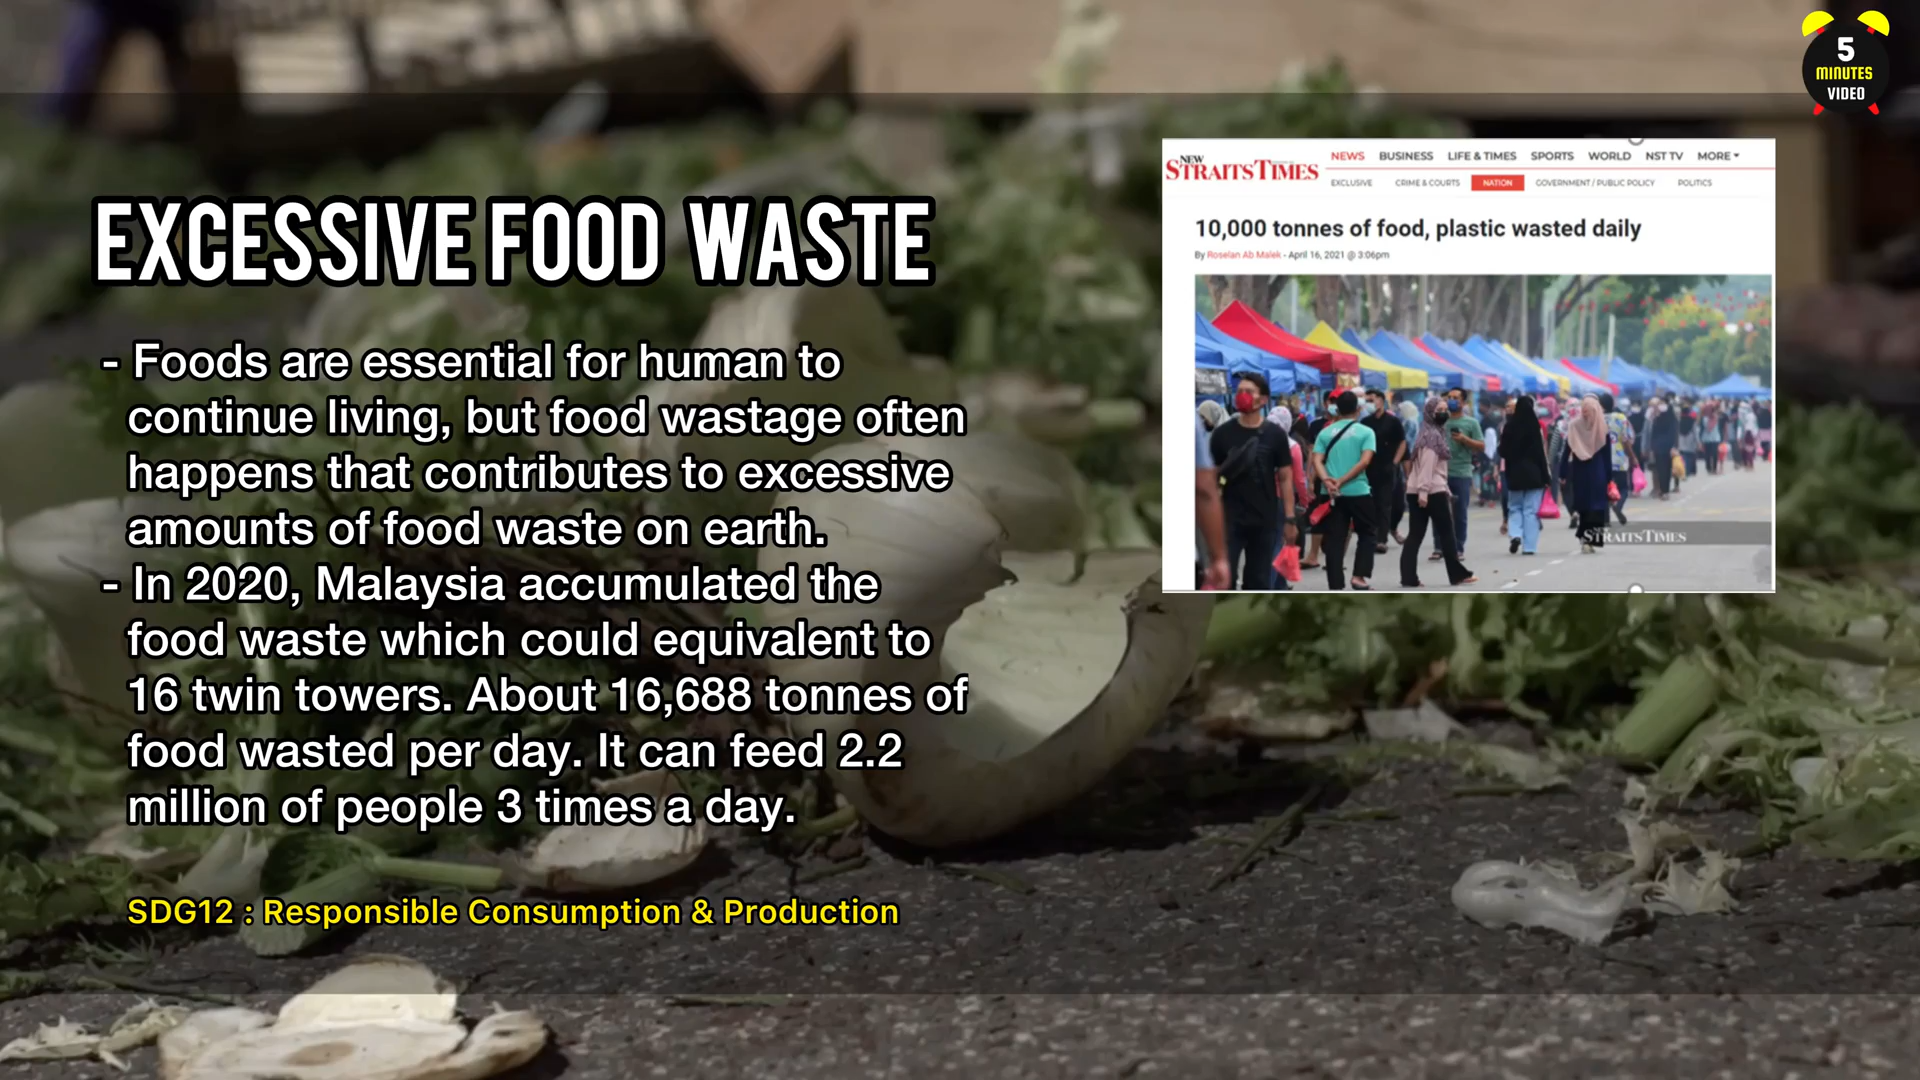 5
MINUTES
VIDEO
EXCESSIVE FOOD WASTE
- Foods are essential for human to
continue living, but food wastage often
happens that contributes to excessive
amounts of food waste on earth.
- In 2020, Malaysia accumulated the
food waste which could equivalent to
16 twin towers. About 16,688 tonnes of
food wasted per day. It can feed 2.2
million of people 3 times a day.
SDG12 : Responsible Consumption & Production
NEW
STRAITS TIMES
NEWS BUSINESS LIFE & TIMES SPORTS WORLD NST TV MORE
EXCLUSIVE CRIME & COURTS NATION GOVERNMENT / PUBLIC POLICY POLITICS
10,000 tonnes of food, plastic wasted daily
By Roselan Ab Malek - April 16, 2021 @ 3:06pm
NEW
STRAITS TIMES